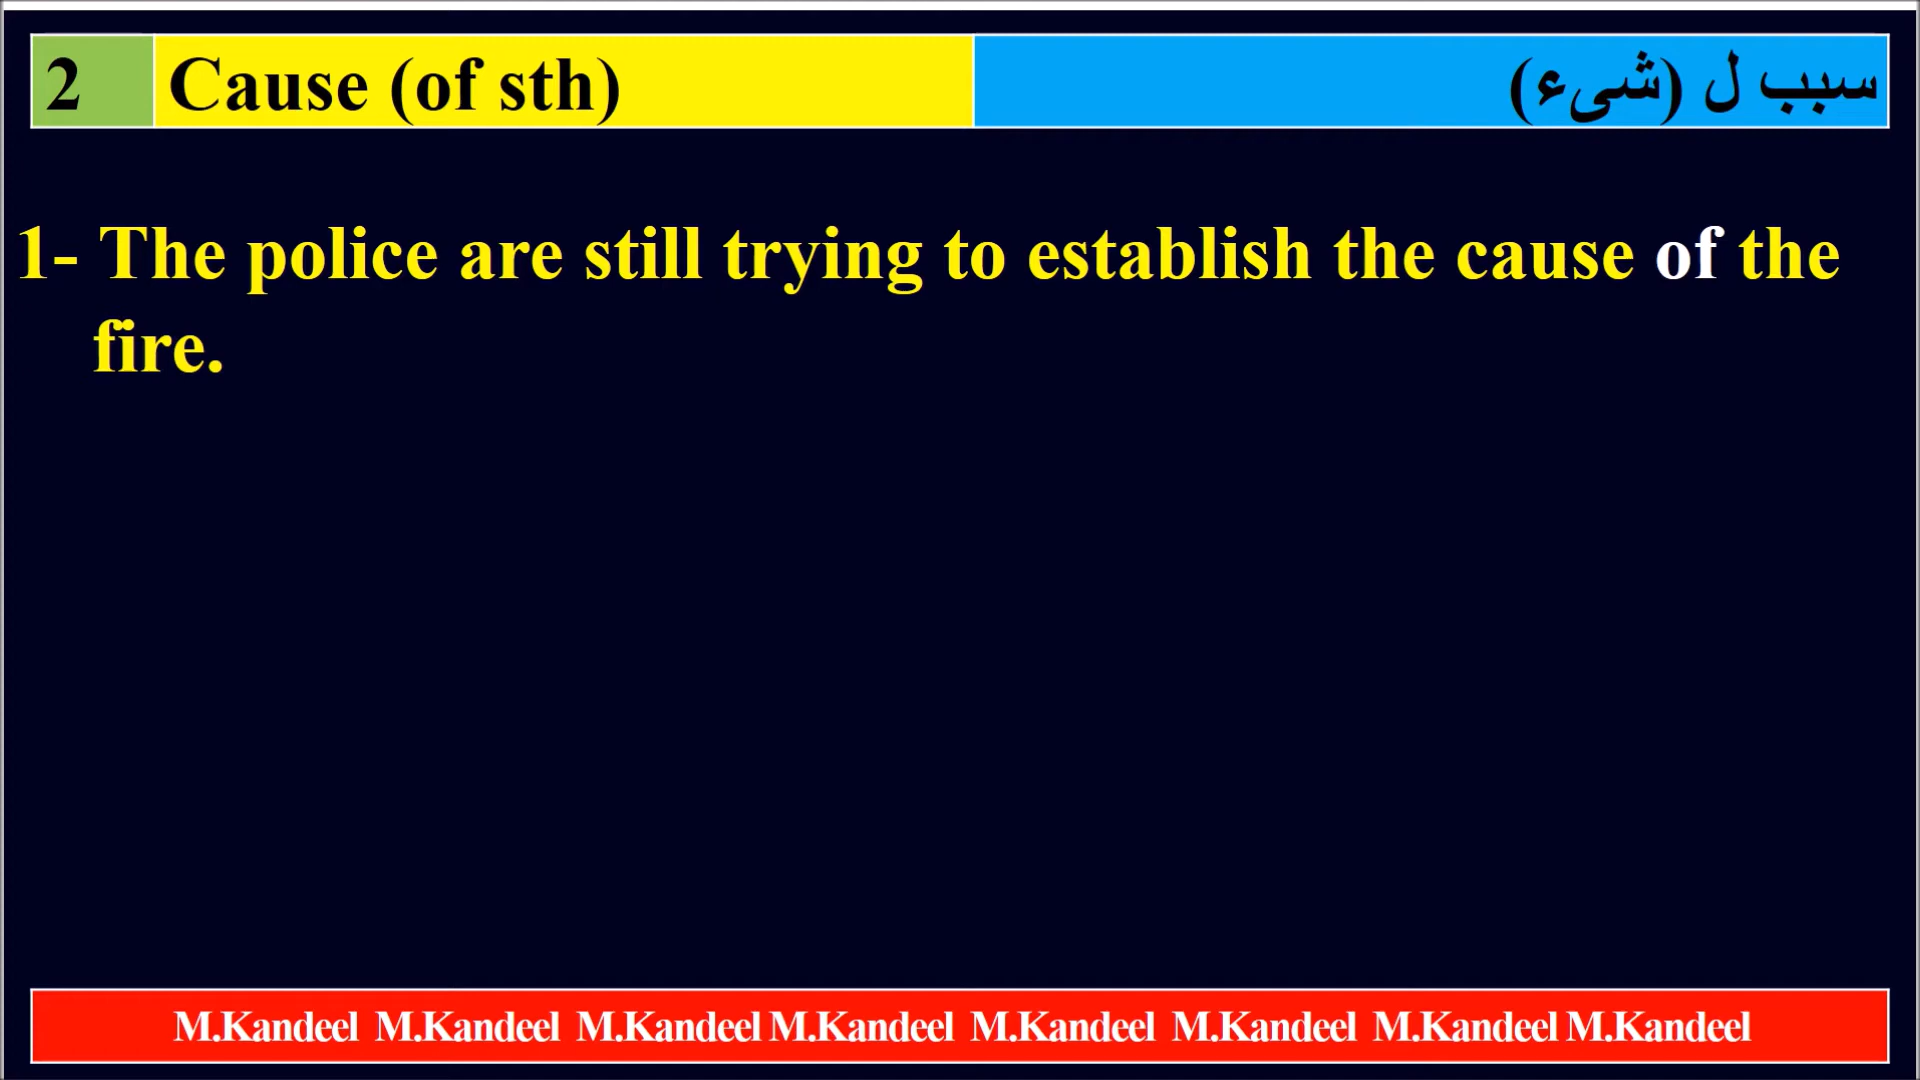 2 Cause (of sth) سبب ل (شىء)
1- The police are still trying to establish the cause of the
fire.
M.Kandeel M.Kandeel M.Kandeel M.Kandeel M.Kandeel M.Kandeel M.Kandeel M.Kandeel